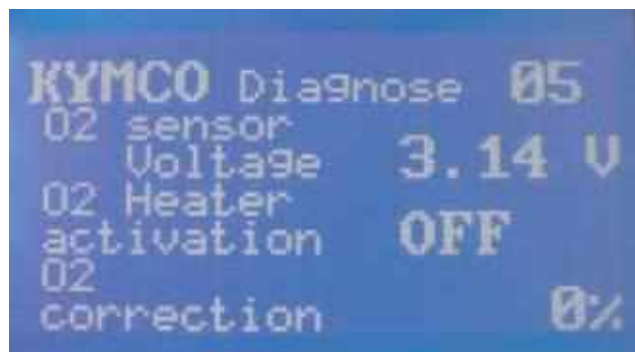 KYMCO Diagnose 05
O2 sensor
Voltage 3.14 V
O2 Heater
activation OFF
O2
correction 0%